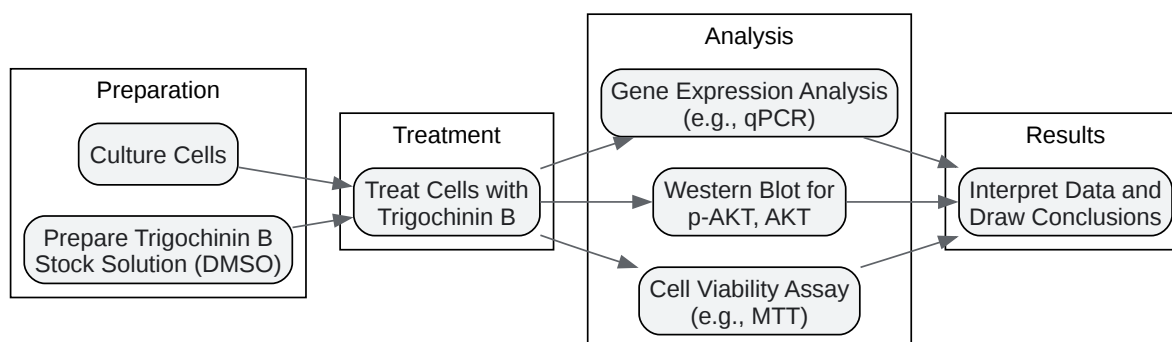 Preparation
Culture Cells
Prepare Trigochinin B
Stock Solution (DMSO)
Treatment
Treat Cells with
Trigochinin B
Analysis
Gene Expression Analysis
(e.g., qPCR)
Western Blot for
p-AKT, AKT
Cell Viability Assay
(e.g., MTT)
Results
Interpret Data and
Draw Conclusions